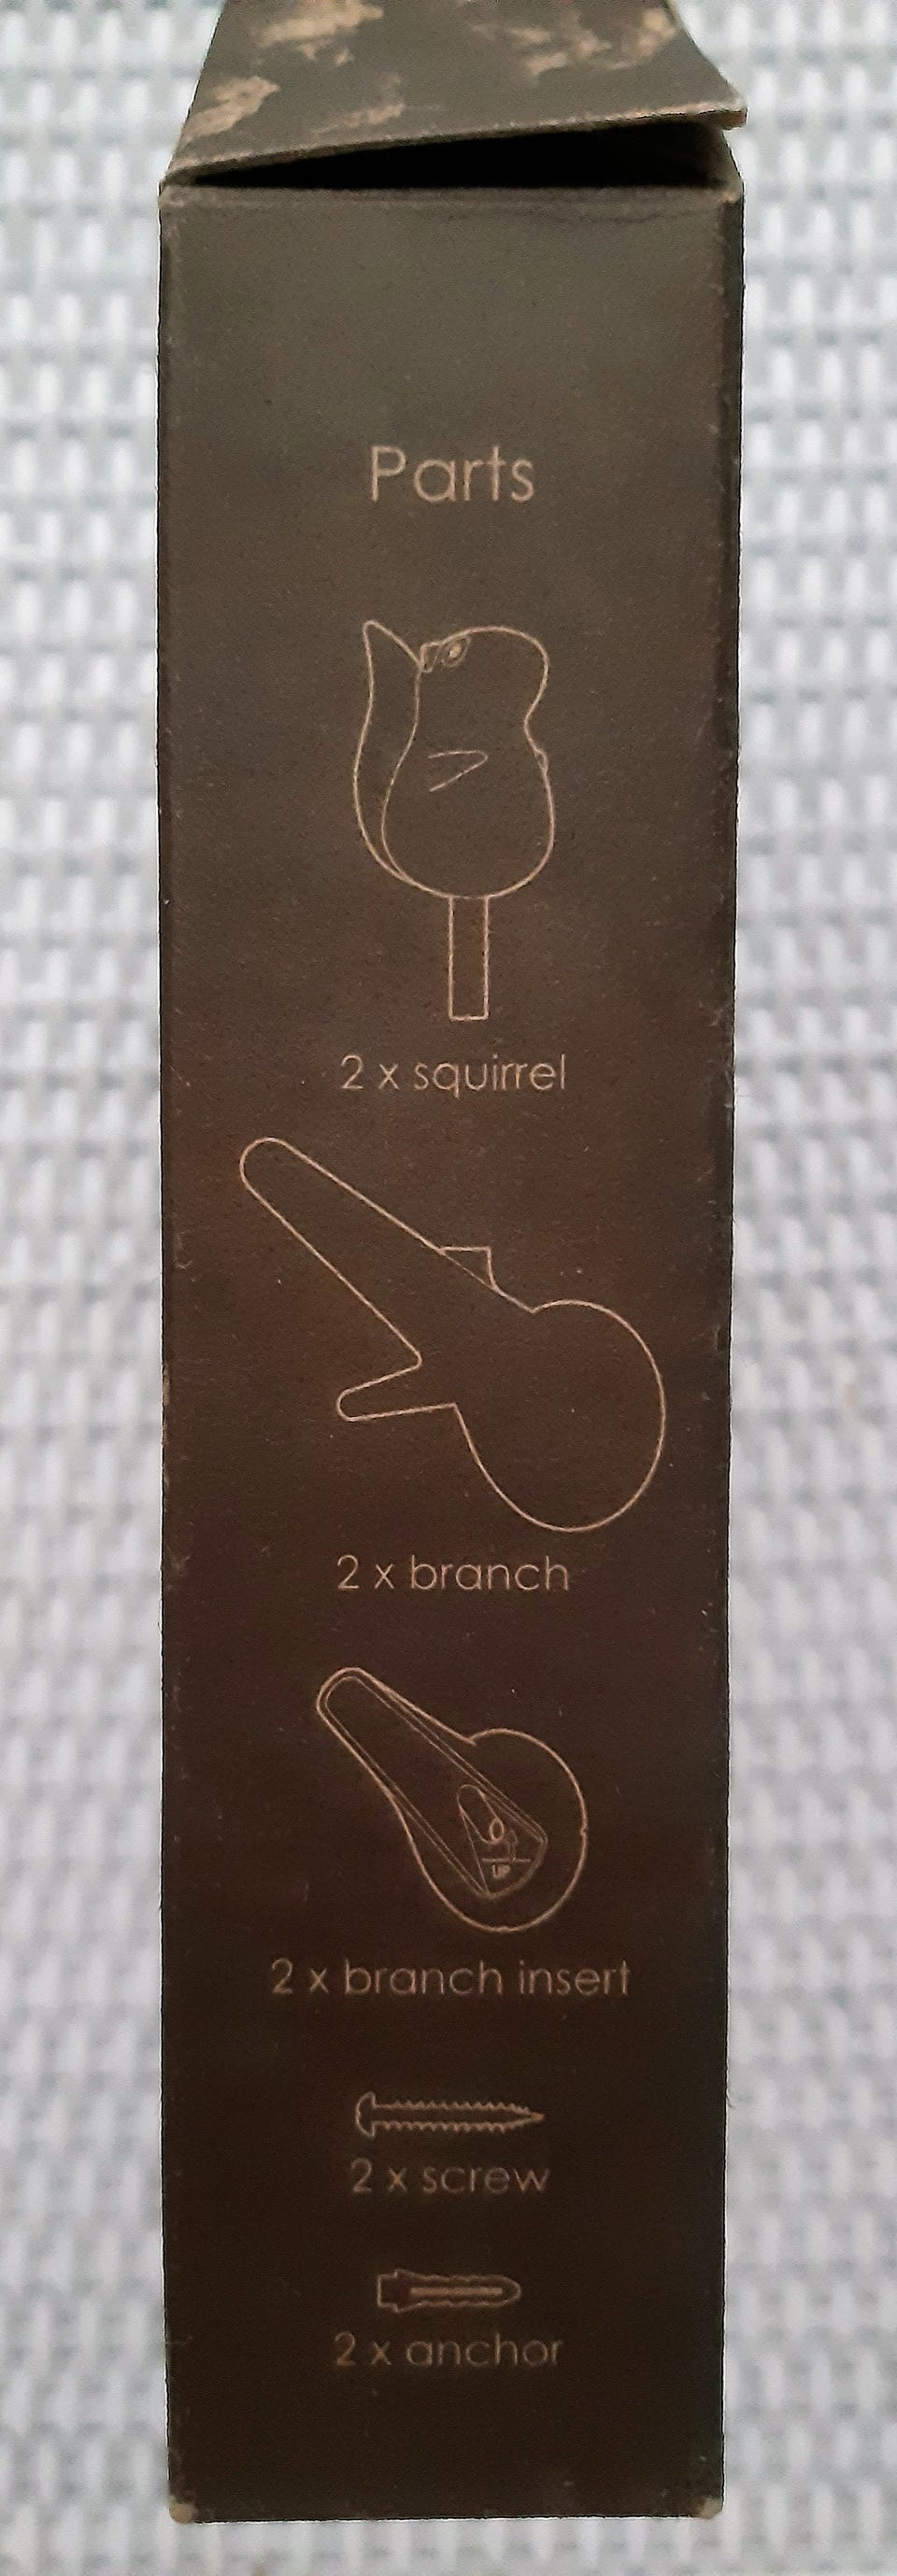 Parts
2 x squirrel
2 x branch
UP
2 x branch insert
2 x screw
2 x anchor